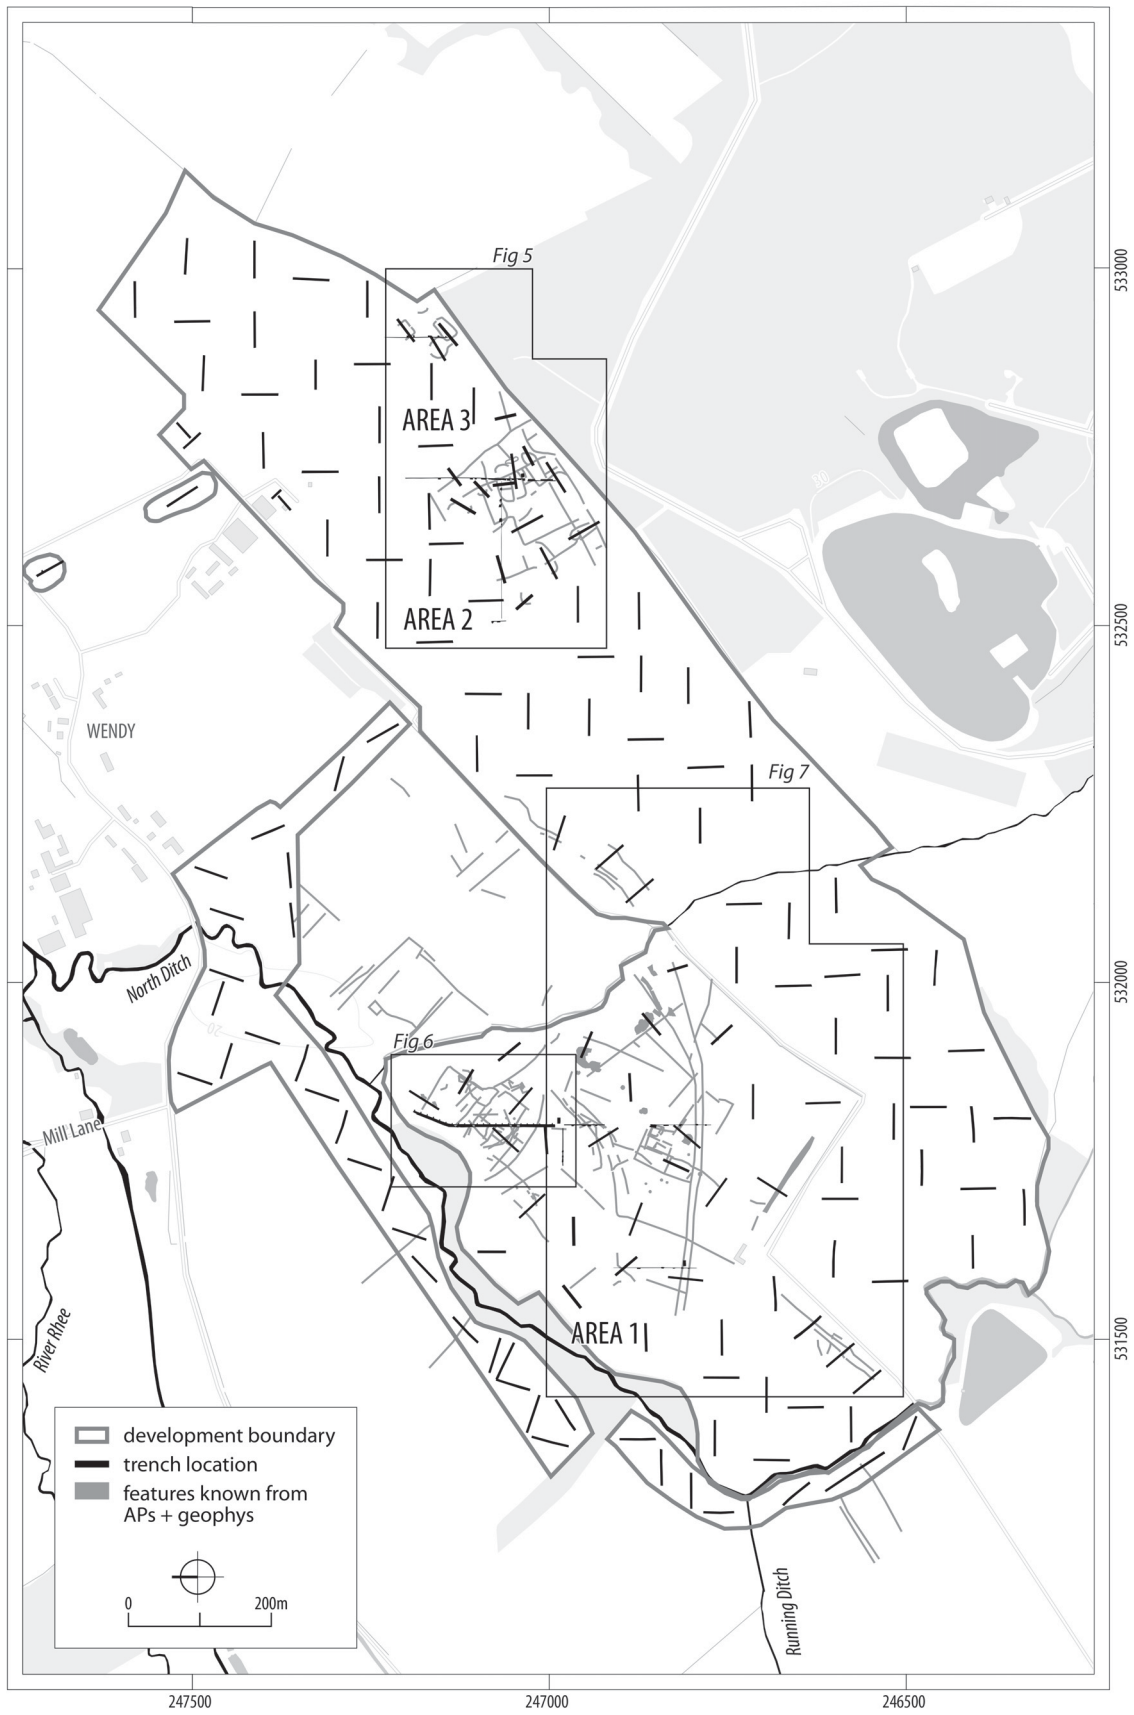 Fig 5
533000
AREA 3
AREA 2
532500
WENDY
Fig 7
20
North Ditch
532000
20
Fig 6
Mill Lane
AREA 1
531500
River Rhee
development boundary
trench location
features known from
APs + geophys
0 200m
Running Ditch
247500 247000 246500